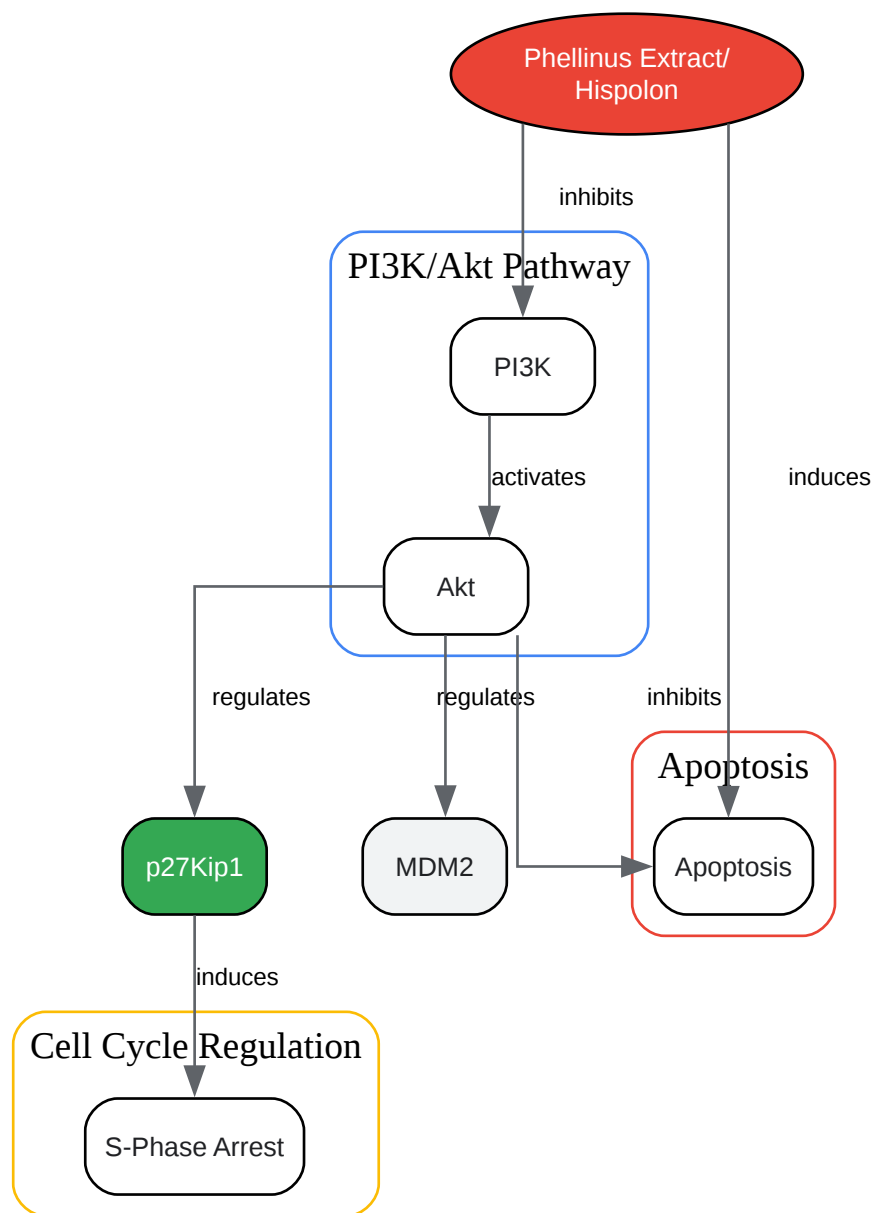 Phellinus Extract/
Hispolon
inhibits
PI3K/Akt Pathway
PI3K
activates
induces
Akt
regulates
regulates
inhibits
Apoptosis
p27Kip1
MDM2
Apoptosis
induces
Cell Cycle Regulation
S-Phase Arrest